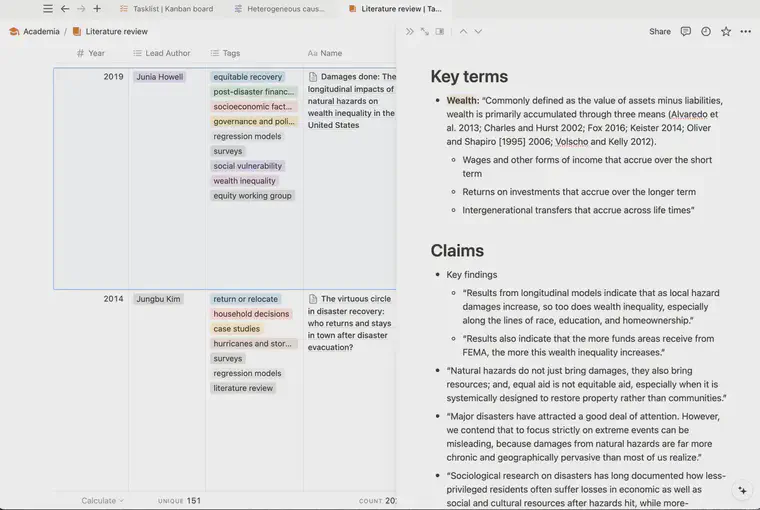 Tasklist | Kanban board
Heterogeneous caus...
Literature review | Ta...
Academia / Literature review
Share
# Year
Lead Author
Tags
Aa Name
2019
Junia Howell
equitable recovery
post-disaster financ...
socioeconomic fact...
governance and poli...
regression models
surveys
social vulnerability
wealth inequality
equity working group
Damages done: The
longitudinal impacts of
natural hazards on
wealth inequality in the
United States
2014
Jungbu Kim
return or relocate
household decisions
case studies
hurricanes and stor...
surveys
regression models
literature review
The virtuous circle
in disaster recovery:
who returns and stays
in town after disaster
evacuation?
Calculate
UNIQUE 151
COUNT 20
Key terms
• Wealth: “Commonly defined as the value of assets minus liabilities,
wealth is primarily accumulated through three means (Alvaredo et
al. 2013; Charles and Hurst 2002; Fox 2016; Keister 2014; Oliver
and Shapiro [1995] 2006; Volscho and Kelly 2012).
◦ Wages and other forms of income that accrue over the short
term
◦ Returns on investments that accrue over the longer term
◦ Intergenerational transfers that accrue across life times”
Claims
• Key findings
◦ “Results from longitudinal models indicate that as local hazard
damages increase, so too does wealth inequality, especially
along the lines of race, education, and homeownership.”
◦ “Results also indicate that the more funds areas receive from
FEMA, the more this wealth inequality increases.”
• “Natural hazards do not just bring damages, they also bring
resources; and, equal aid is not equitable aid, especially when it is
systemically designed to restore property rather than communities.”
• “Major disasters have attracted a good deal of attention. However,
we contend that to focus strictly on extreme events can be
misleading, because damages from natural hazards are far more
chronic and geographically pervasive than most of us realize.”
• “Sociological research on disasters has long documented how less-
privileged residents often suffer losses in economic as well as
social and cultural resources after hazards hit, while more-